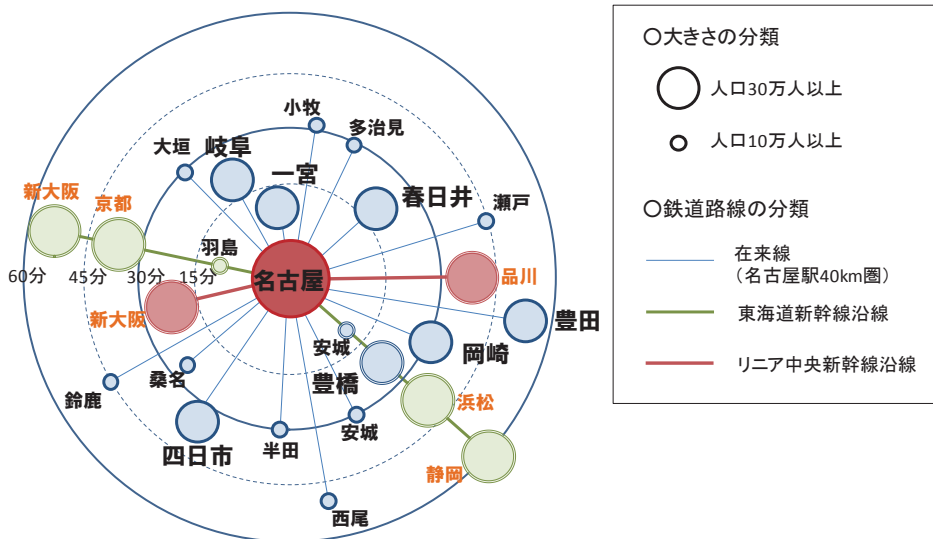 小牧
多治見
大垣
岐阜
一宮
春日井
瀬戸
新大阪
京都
羽島
60分
45分
30分
15分
名古屋
品川
新大阪
安城
豊橋
岡崎
豊田
桑名
鈴鹿
浜松
四日市
半田
安城
静岡
西尾
○大きさの分類
人口30万人以上
人口10万人以上
○鉄道路線の分類
在来線
(名古屋駅40km圏)
東海道新幹線沿線
リニア中央新幹線沿線